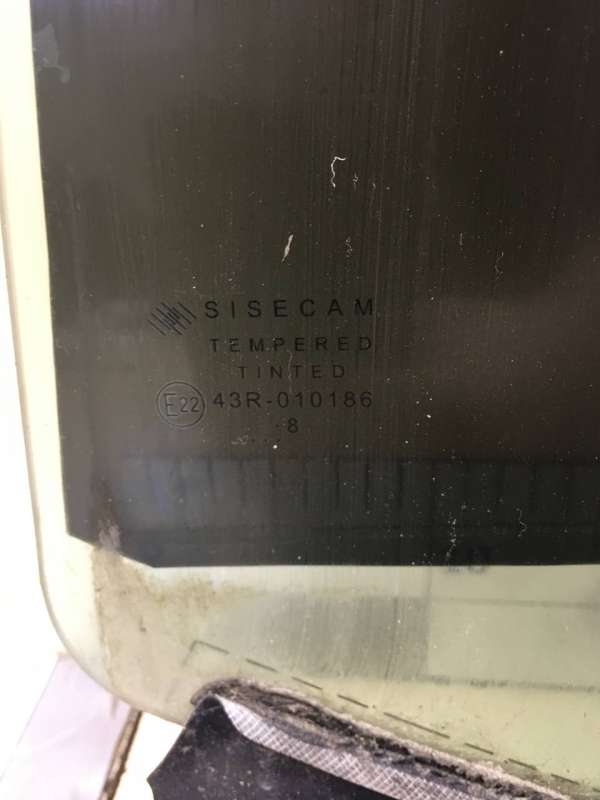 SISECAM
TEMPERED
TINTED
E22 43R-010186
.8